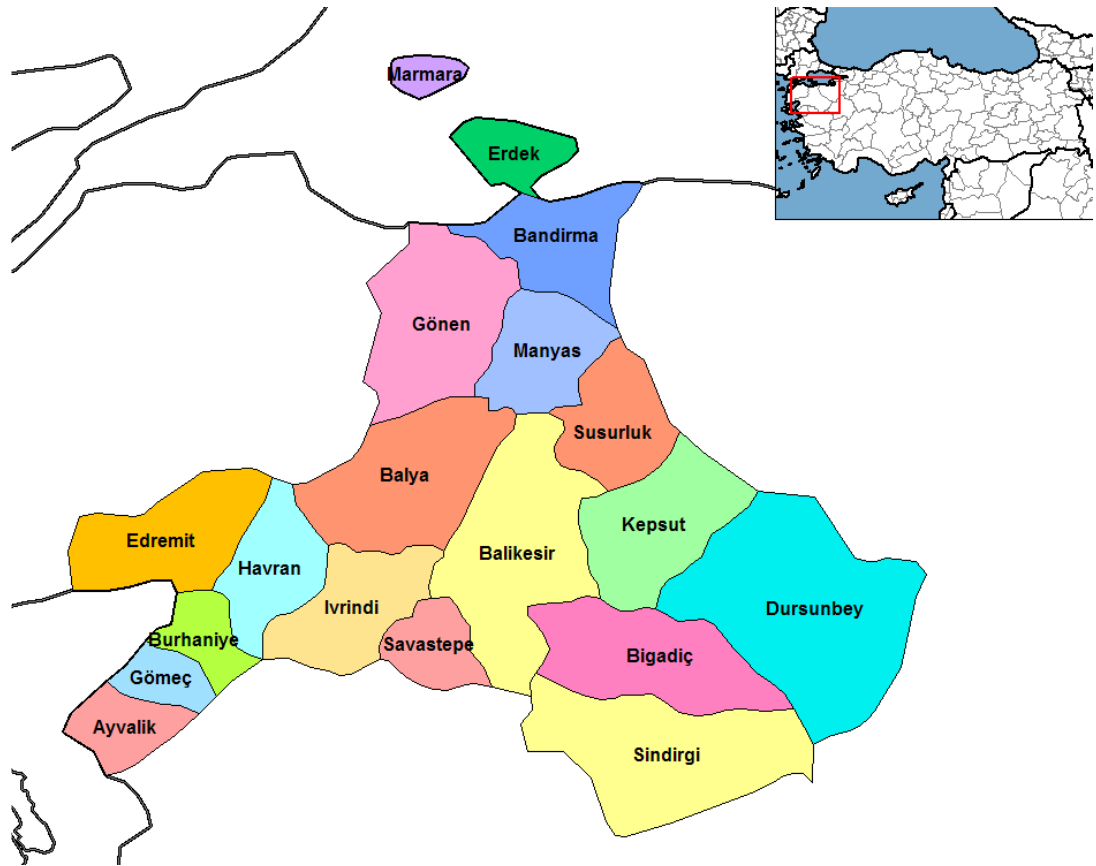 Marmara
Erdek
Bandirma
Gönen
Manyas
Susurluk
Balya
Kepsut
Edremit
Balikesir
Havran
Ivrindi
Dursunbey
Burhaniye
Savastepe
Bigadiç
Gömeç
Ayvalik
Sindirgi